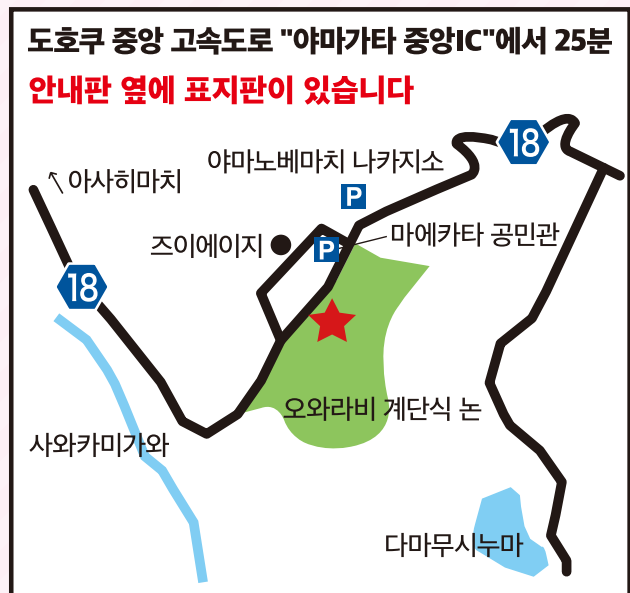 도호쿠 중앙 고속도로 "야마가타 중앙IC"에서 25분
안내판 옆에 표지판이 있습니다
18
야마노베마치 나카지소
아사히마치
P
마에카타 공민관
즈이에이지
P
18
오와라비 계단식 논
사와카미가와
다마무시누마